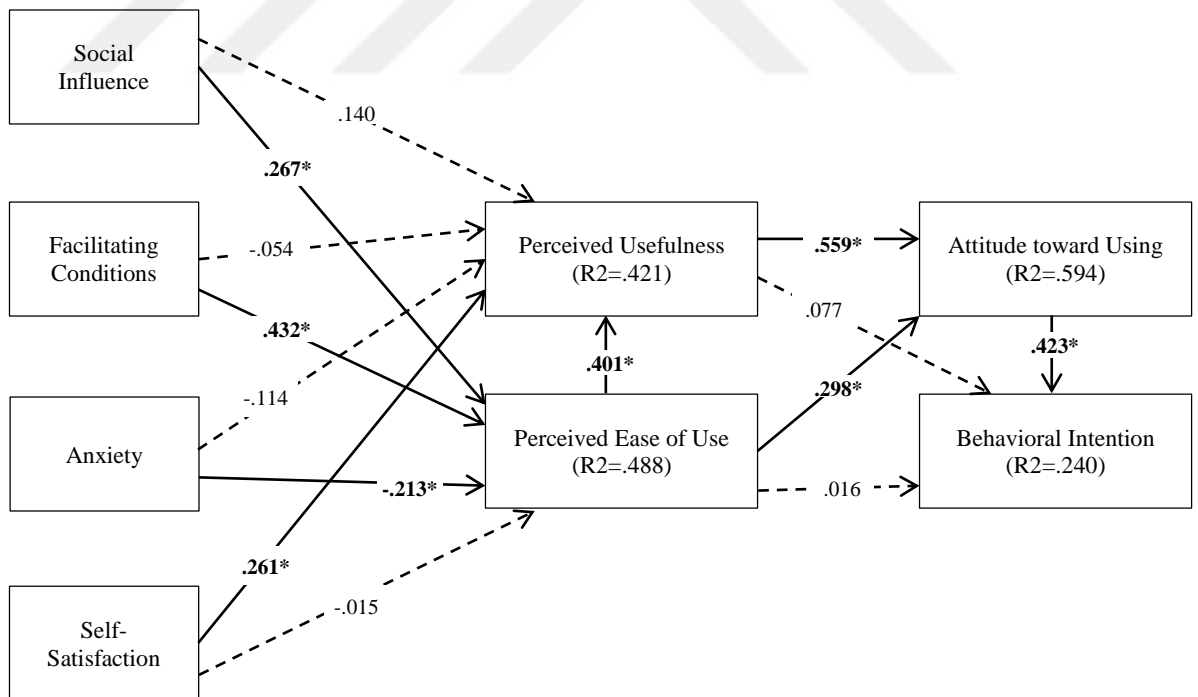 Social
Influence
.140
.267*
Facilitating
Conditions
-.054
Perceived Usefulness
(R2=.421)
.559*
Attitude toward Using
(R2=.594)
.077
.432*
.401*
.423*
-.114
.298*
Anxiety
Perceived Ease of Use
(R2=.488)
Behavioral Intention
(R2=.240)
-.213*
.016
.261*
-.015
Self-
Satisfaction